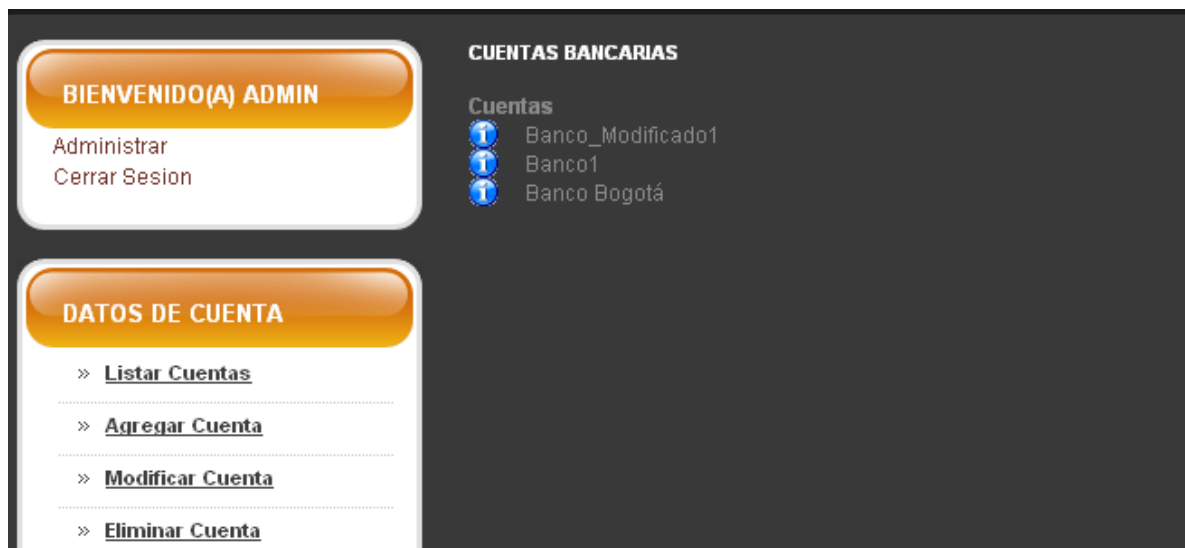 BIENVENIDO(A) ADMIN
Administrar
Cerrar Sesion
DATOS DE CUENTA
» Listar Cuentas
» Agregar Cuenta
» Modificar Cuenta
» Eliminar Cuenta
CUENTAS BANCARIAS
Cuentas
Banco_Modificado1
Banco1
Banco Bogotá